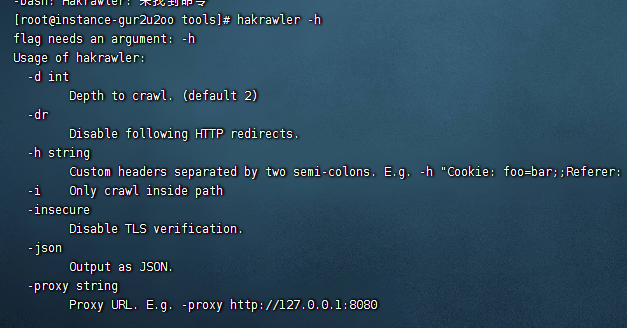 -bash: Hakrawler: 未找到命令
[root@instance-gur2u2oo tools]# hakrawler -h
flag needs an argument: -h
Usage of hakrawler:
-d int
Depth to crawl. (default 2)
-dr
Disable following HTTP redirects.
-h string
Custom headers separated by two semi-colons. E.g. -h "Cookie: foo=bar;;Referer:
-i Only crawl inside path
-insecure
Disable TLS verification.
-json
Output as JSON.
-proxy string
Proxy URL. E.g. -proxy http://127.0.0.1:8080